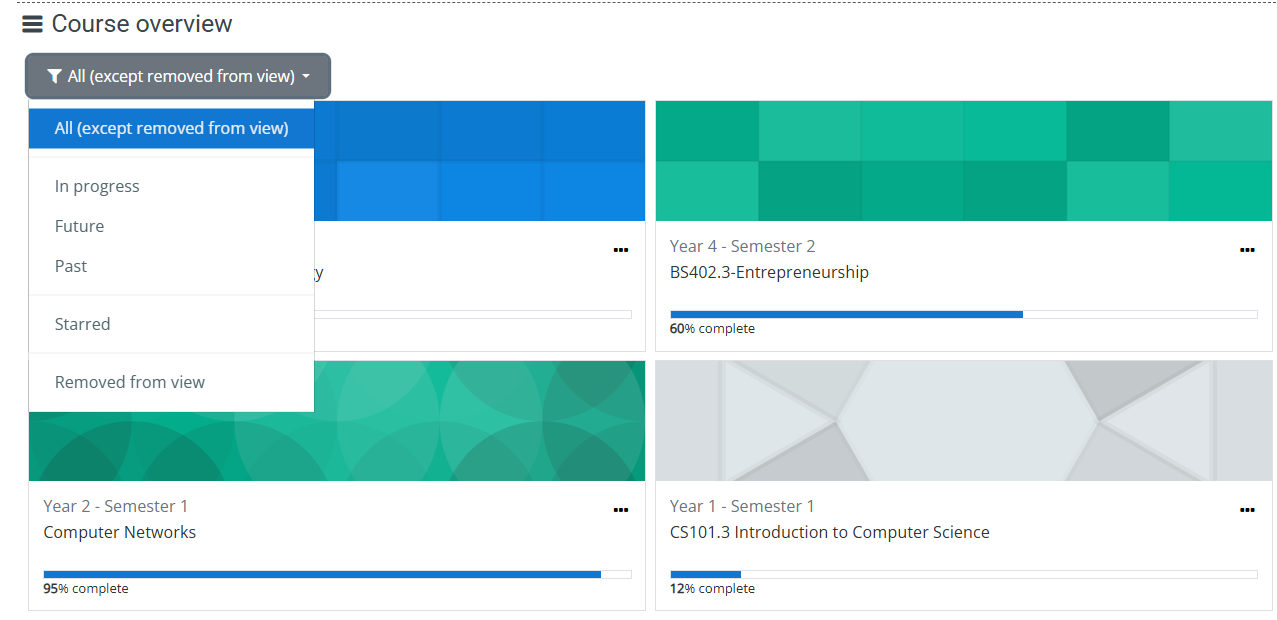 Course overview
All (except removed from view)
All (except removed from view)
In progress
Future
Past
Starred
Removed from view
Year 4 - Semester 2
BS402.3-Entrepreneurship
60% complete
Year 2 - Semester 1
Computer Networks
95% complete
Year 1 - Semester 1
CS101.3 Introduction to Computer Science
12% complete